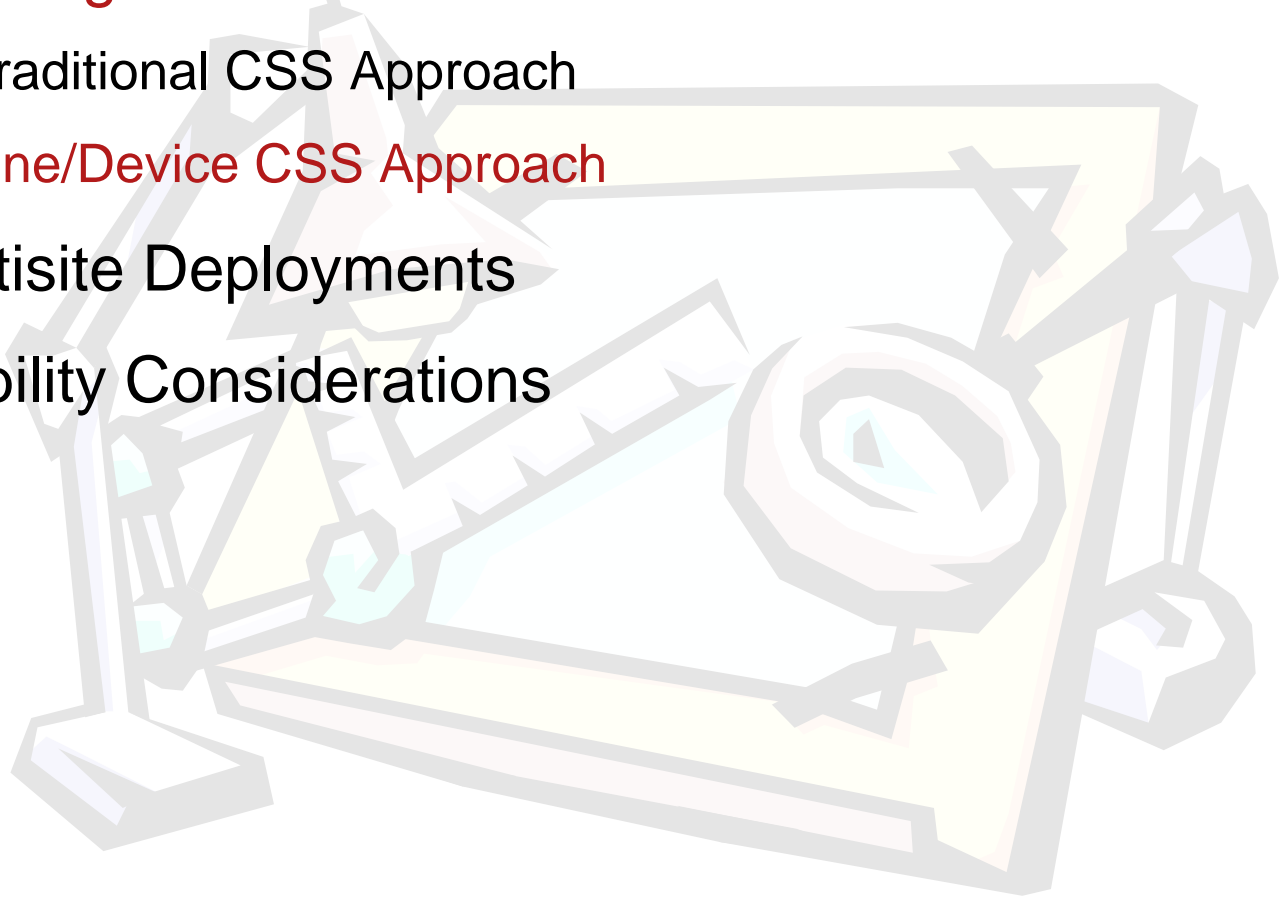 raditional CSS Approach
ne/Device CSS Approach
tisite Deployments
bility Considerations